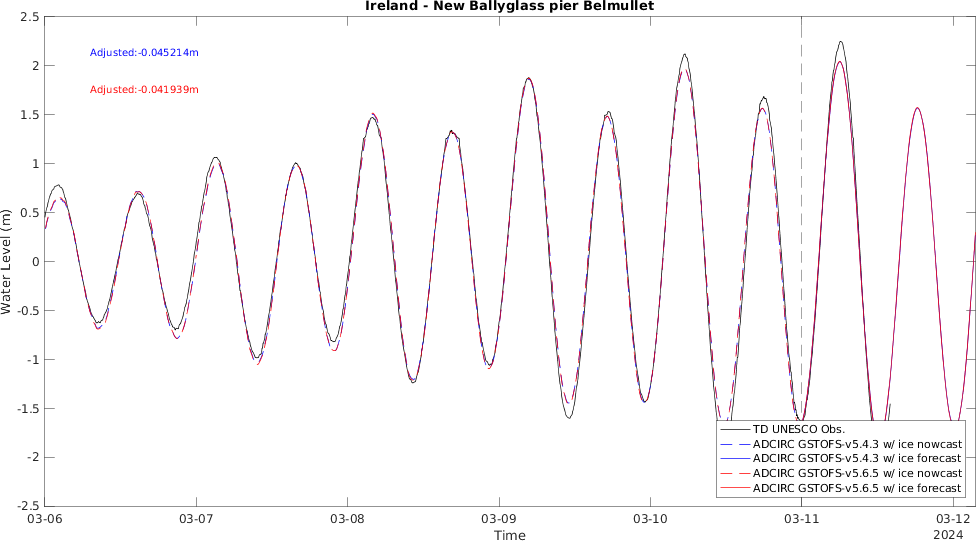 Ireland - New Ballyglass pier Belmullet
Adjusted:-0.045214m
Adjusted:-0.041939m
Water Level (m)
2.5
2
1.5
1
0.5
0
-0.5
-1
-1.5
-2
-2.5
TD UNESCO Obs.
ADCIRC GSTOFS-v5.4.3 w/ ice nowcast
ADCIRC GSTOFS-v5.4.3 w/ ice forecast
ADCIRC GSTOFS-v5.6.5 w/ ice nowcast
ADCIRC GSTOFS-v5.6.5 w/ ice forecast
03-06 03-07 03-08 03-09 03-10 03-11 03-12
Time 2024